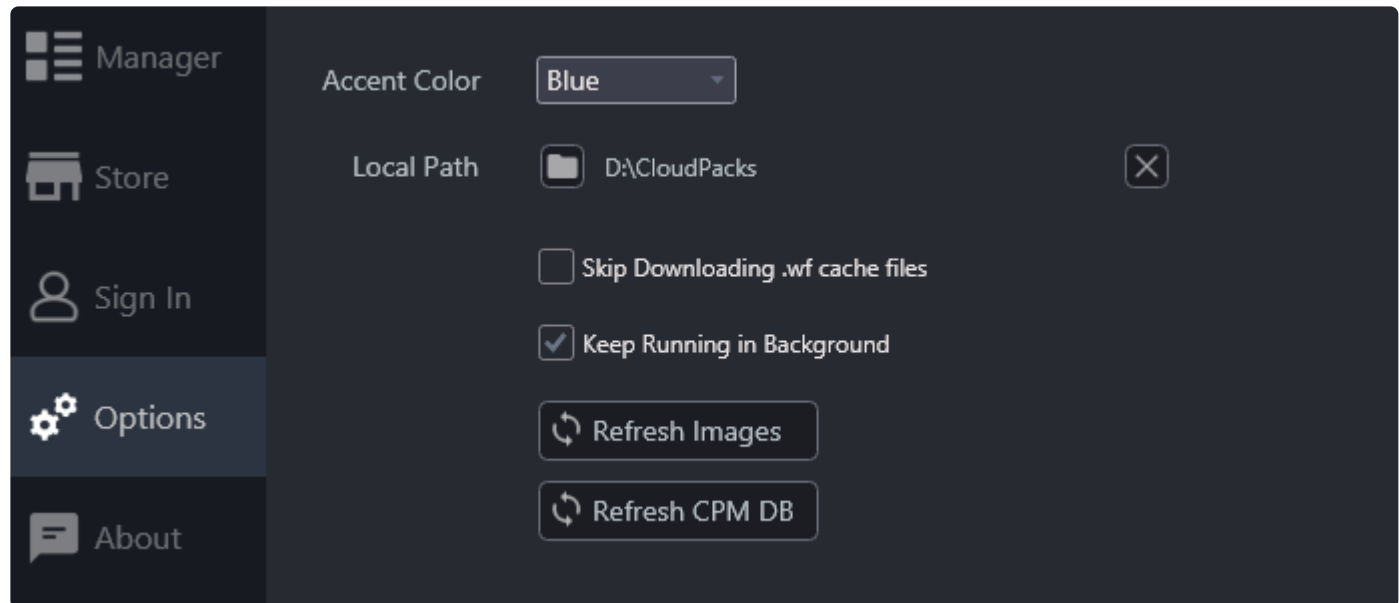 Manager
Store
Sign In
Options
About
Accent Color Blue
Local Path D:\CloudPacks
Skip Downloading .wf cache files
Keep Running in Background
Refresh Images
Refresh CPM DB